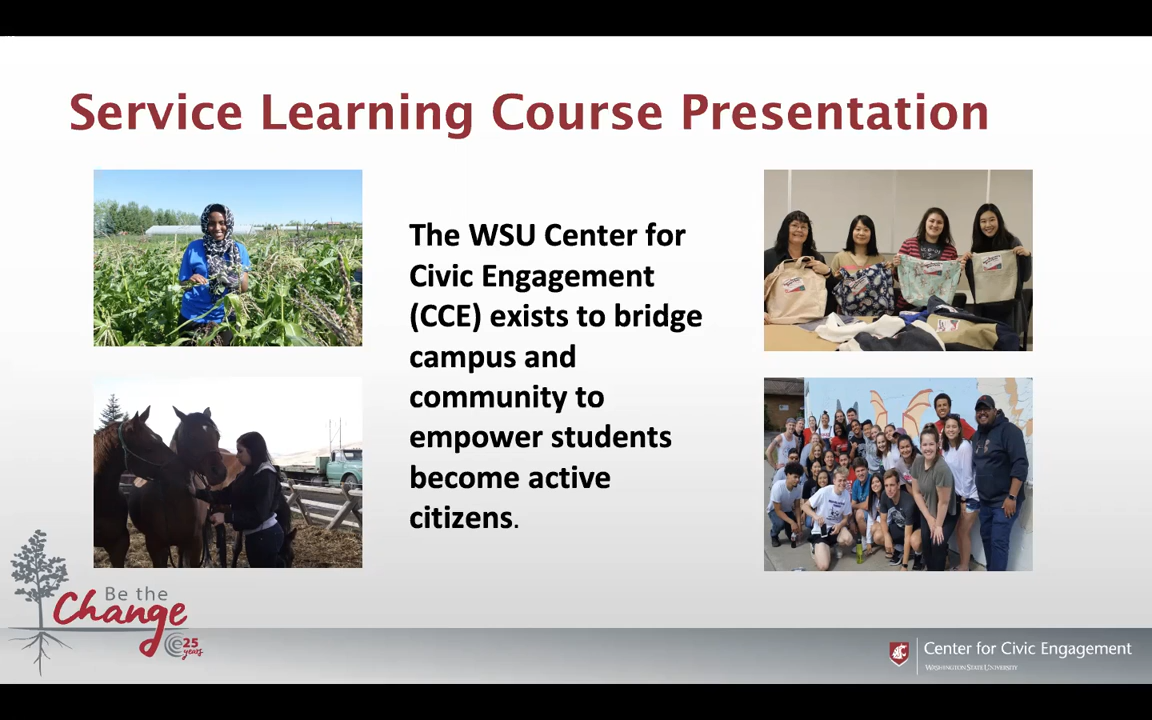 Service Learning Course Presentation
The WSU Center for
Civic Engagement
(CCE) exists to bridge
campus and
community to
empower students
become active
citizens.
Be the
Change
25
years
Center for Civic Engagement
WASHINGTON STATE UNIVERSITY